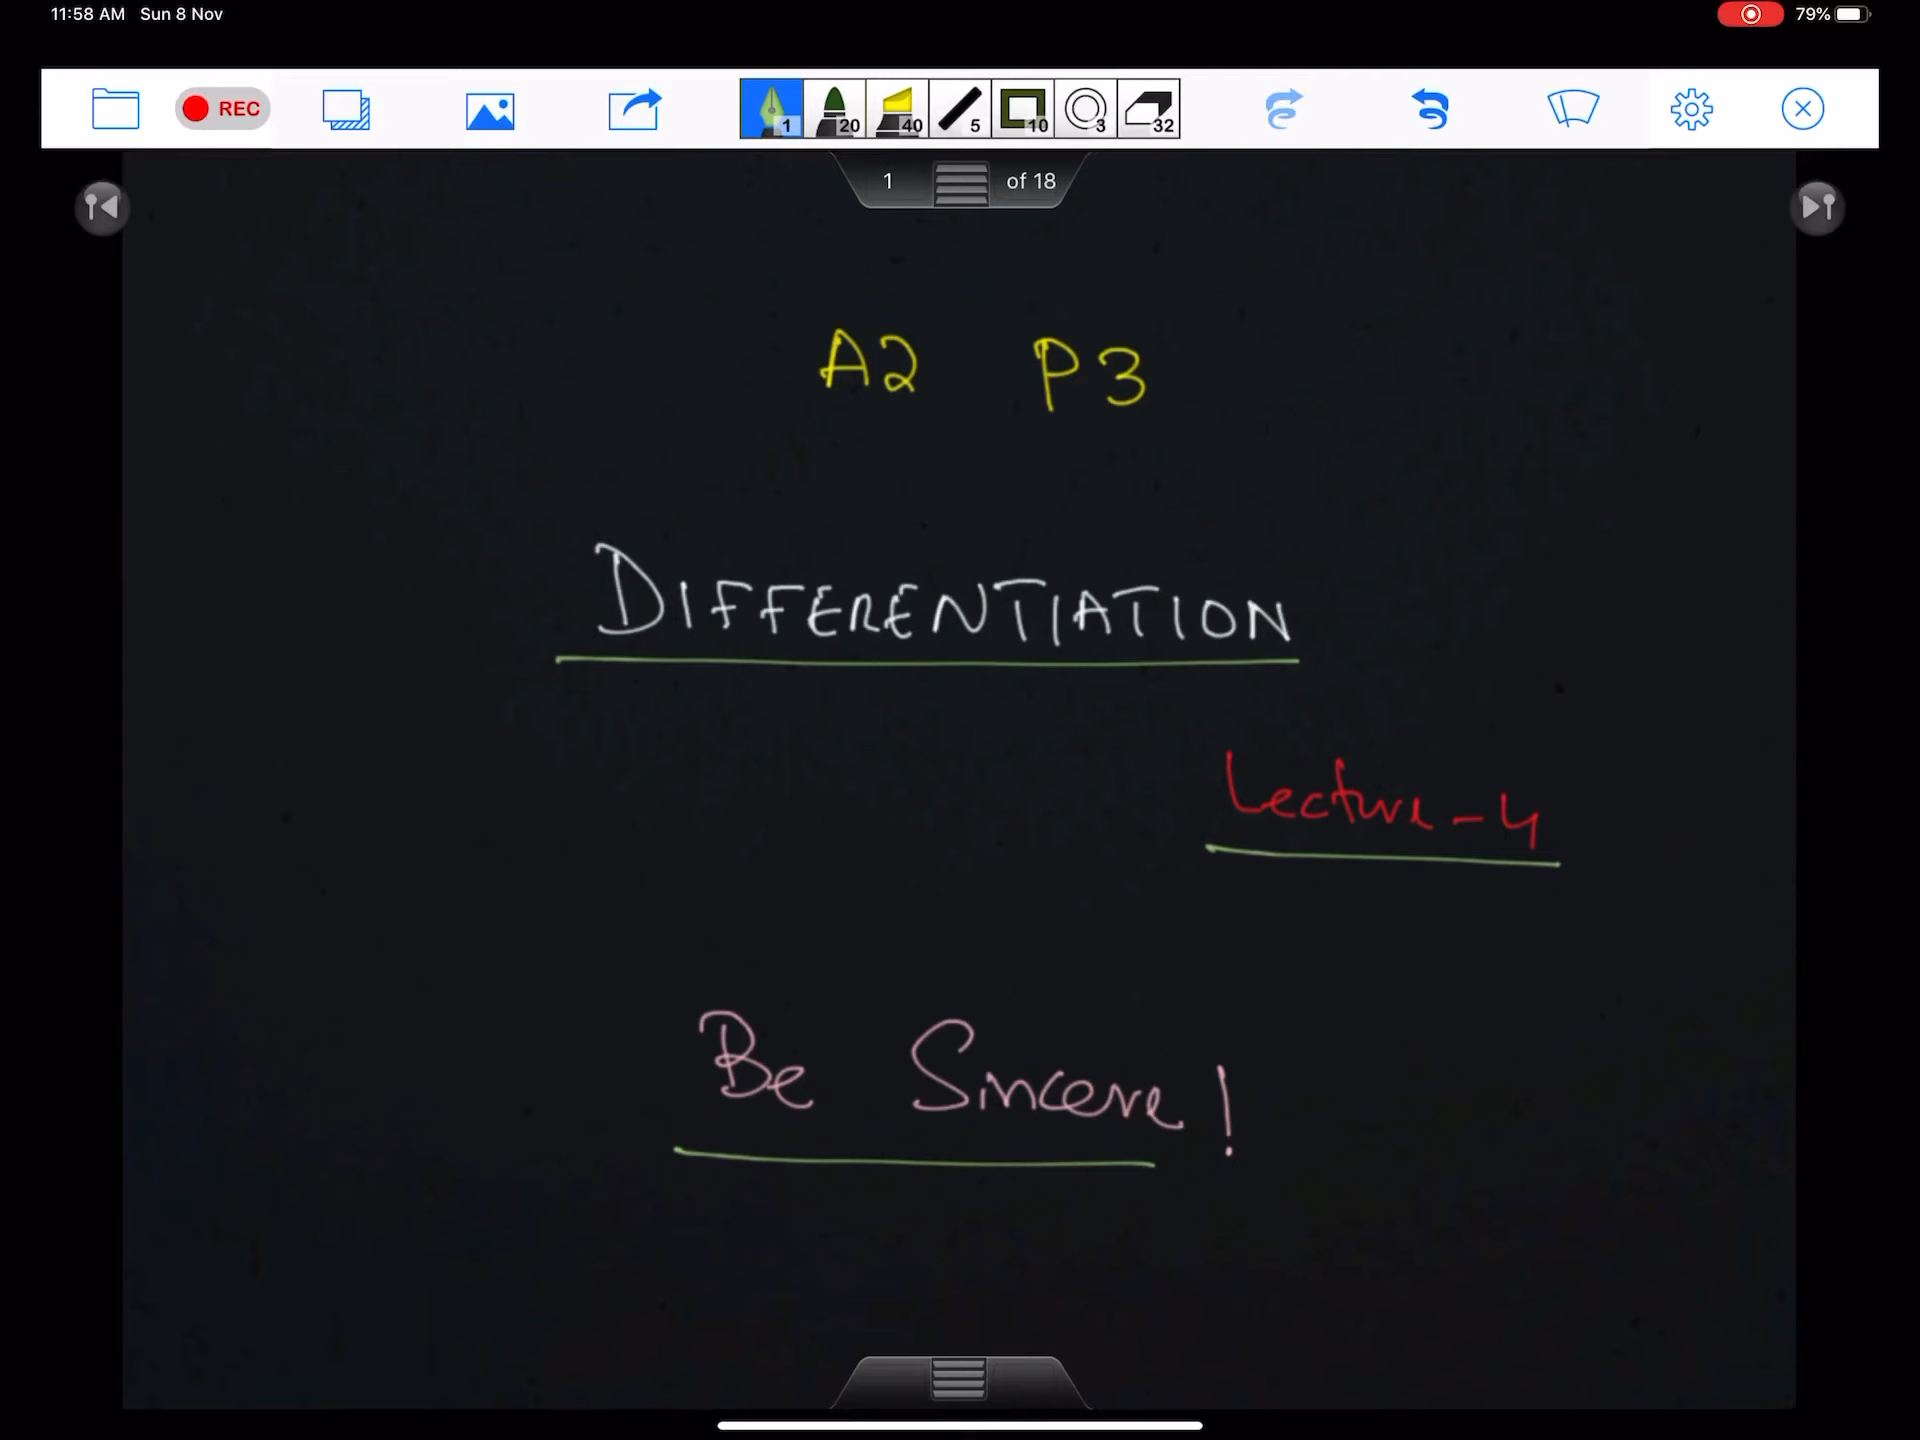 11:58 AM Sun 8 Nov
79%
REC
1 20 40 5 10 3 32
1 of 18
A2 P3
DIFFERENTIATION
Lecture-4
Be Sincere!